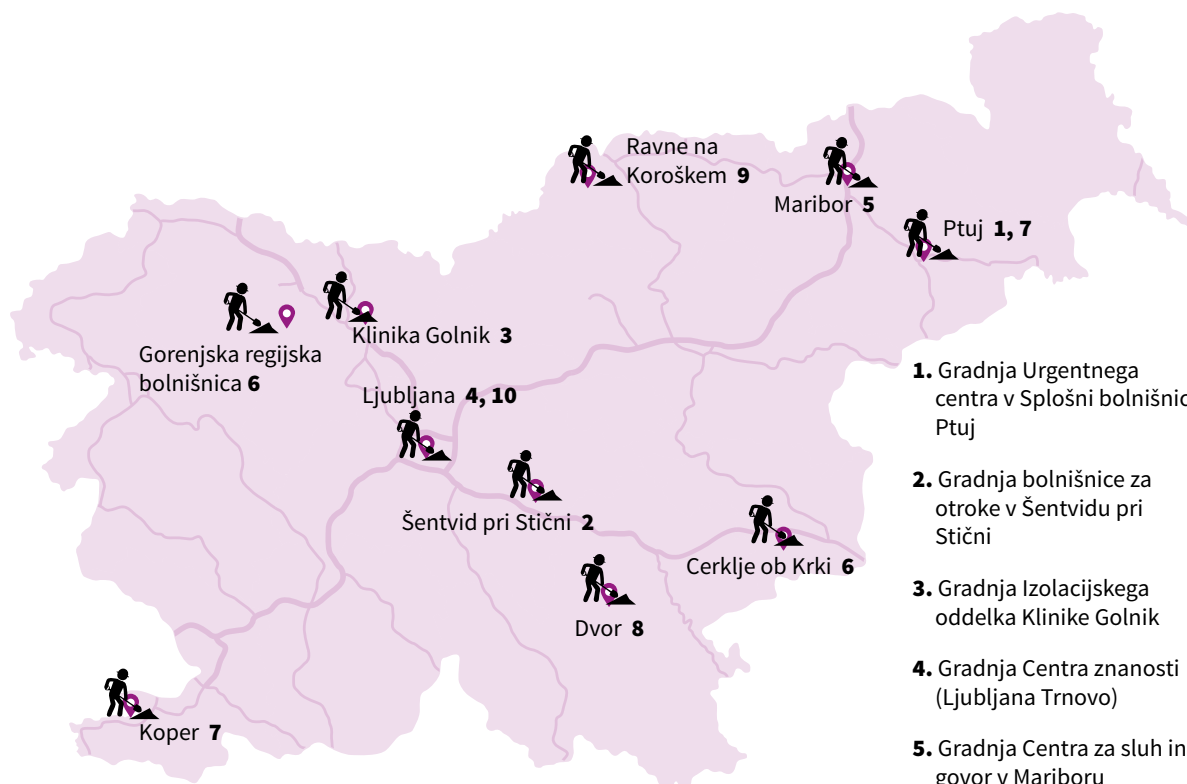 Ravne na
Koroškem 9
Maribor 5
Ptuj 1, 7
Klinika Golnik 3
Gorenjska regijska
bolnišnica 6
Ljubljana 4, 10
Šentvid pri Stični 2
Cerklje ob Krki 6
Dvor 8
Koper 7
1. Gradnja Urgentnega
centra v Splošni bolnišnic
Ptuj
2. Gradnja bolnišnice za
otroke v Šentvidu pri
Stični
3. Gradnja Izolacijskega
oddelka Klinike Golnik
4. Gradnja Centra znanosti
(Ljubljana Trnovo)
5. Gradnja Centra za sluh in
govor v Mariboru